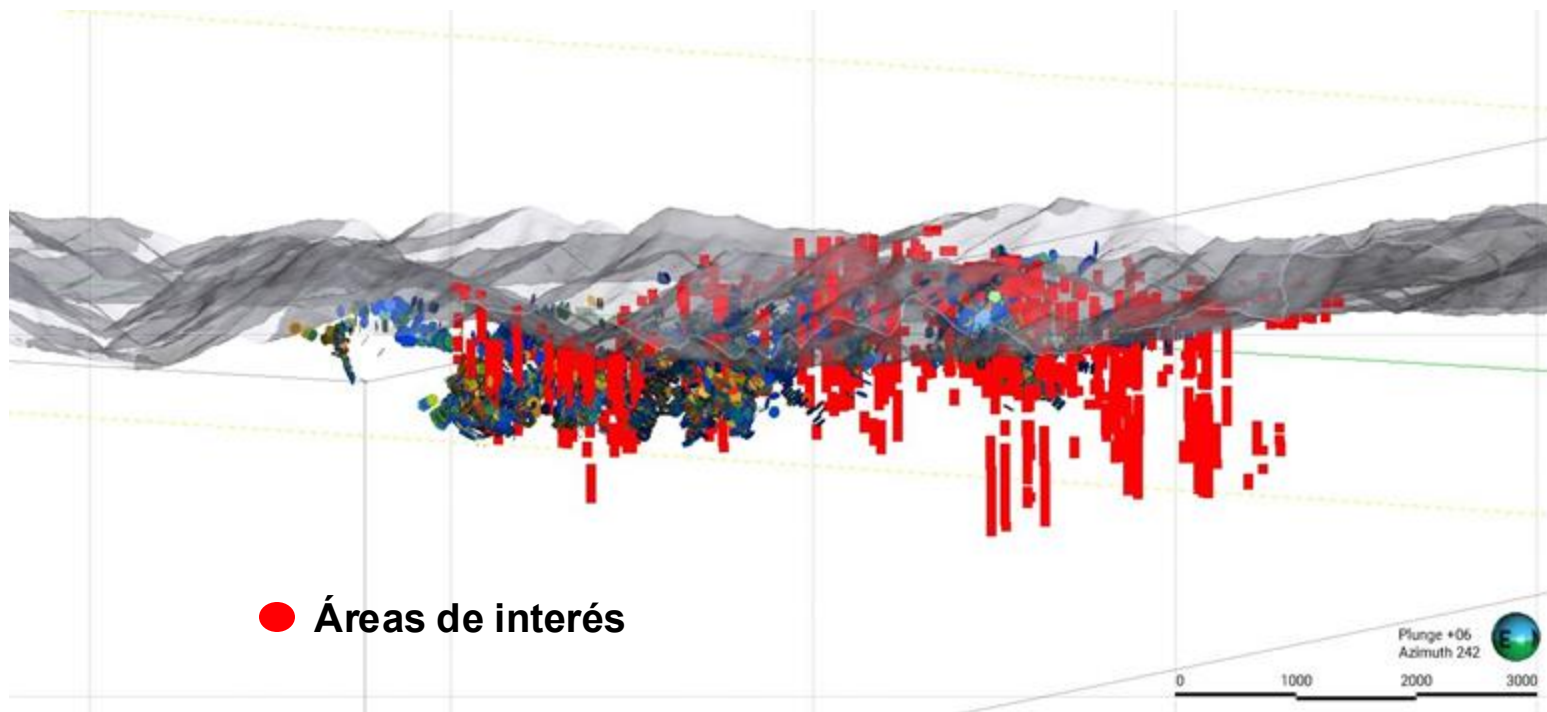 Áreas de interés
Plunge +06
Azimuth 242
E
0 1000 2000 3000